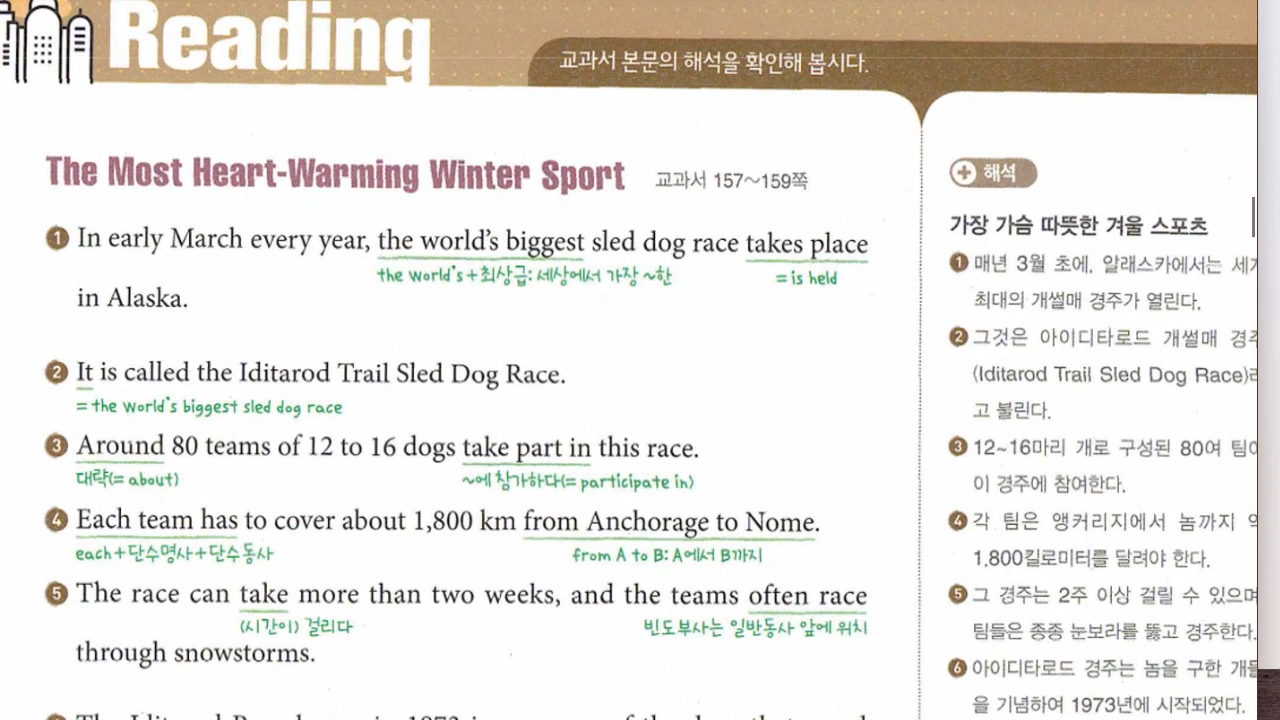 Reading
교과서 본문의 해석을 확인해 봅시다.
The Most Heart-Warming Winter Sport 교과서 157~159쪽
1 In early March every year, the world's biggest sled dog race takes place
the world's+최상급: 세상에서 가장 ~한 = is held
in Alaska.
2 It is called the Iditarod Trail Sled Dog Race.
= the world's biggest sled dog race
3 Around 80 teams of 12 to 16 dogs take part in this race.
대략(= about) ~에 참가하다(= participate in)
4 Each team has to cover about 1,800 km from Anchorage to Nome.
each+단수명사+단수동사 from A to B: A에서 B까지
5 The race can take more than two weeks, and the teams often race
(시간이) 걸리다 빈도부사는 일반동사 앞에 위치
through snowstorms.
+ 해석
가장 가슴 따뜻한 겨울 스포츠
1 매년 3월 초에, 알래스카에서는
최대의 개썰매 경주가 열린다.
2 그것은 아이디타로드 개썰매
(Iditarod Trail Sled Dog Race)
고 불린다.
3 12~16마리 개로 구성된 80여
이 경주에 참여한다.
4 각 팀은 앵커리지에서 놈까지
1,800킬로미터를 달려야 한다.
5 그 경주는 2주 이상 걸릴 수 있으며
팀들은 종종 눈보라를 뚫고 경주한다.
6 아이디타로드 경주는 놈을 구한
을 기념하여 1973년에 시작되었다.